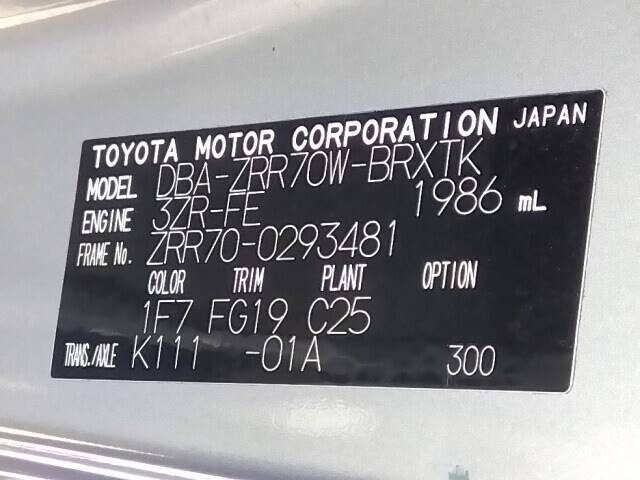 TOYOTA MOTOR CORPORATION JAPAN
MODEL DBA-ZRR70W-BRXTK
ENGINE 3ZR-FE 1986 mL
FRAME No. ZRR70-0293481
COLOR TRIM PLANT OPTION
1F7 FG19 C25
TRANS./AXLE K111 -01A 300